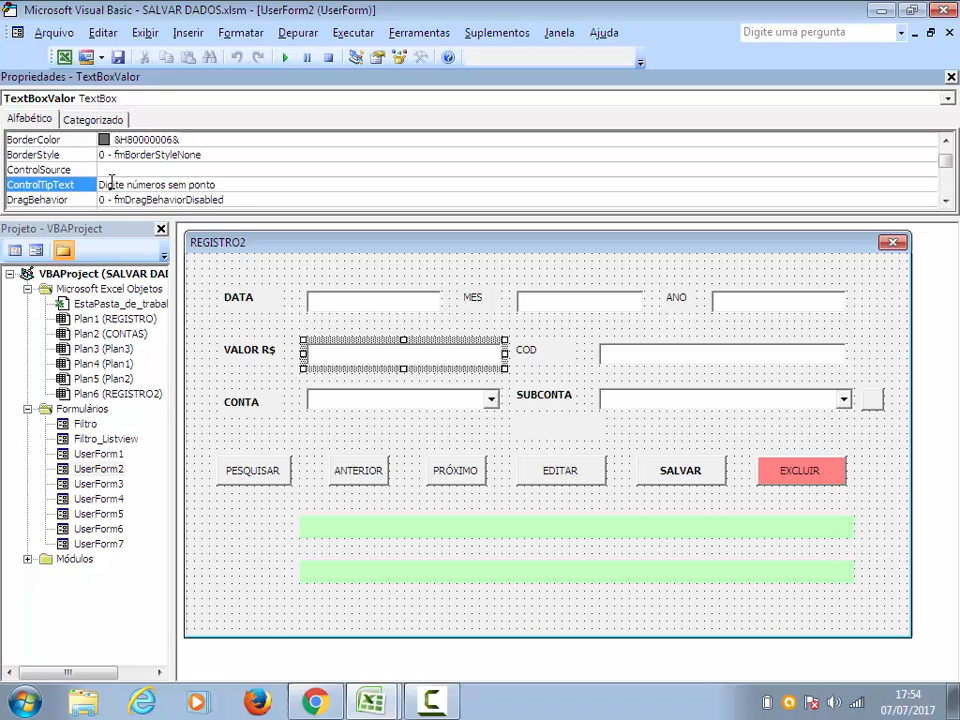 Microsoft Visual Basic - SALVAR DADOS.xlsm - [UserForm2 (UserForm)]
Arquivo Editar Exibir Inserir Formatar Depurar Executar Ferramentas Suplementos Janela Ajuda Digite uma pergunta
Propriedades - TextBoxValor
TextBoxValor TextBox
Alfabético Categorizado
BorderColor &H80000006&
BorderStyle 0 - fmBorderStyleNone
ControlSource
ControlTipText Digite números sem ponto
DragBehavior 0 - fmDragBehaviorDisabled
Projeto - VBAProject
VBAProject (SALVAR DAI
Microsoft Excel Objetos
EstaPasta_de_trabal
Plan1 (REGISTRO)
Plan2 (CONTAS)
Plan3 (Plan3)
Plan4 (Plan1)
Plan5 (Plan2)
Plan6 (REGISTRO2)
Formulários
Filtro
Filtro_Listview
UserForm1
UserForm2
UserForm3
UserForm4
UserForm5
UserForm6
UserForm7
Módulos
REGISTRO2
DATA MES ANO
VALOR R$ COD
CONTA SUBCONTA
PESQUISAR ANTERIOR PRÓXIMO EDITAR SALVAR EXCLUIR
17:54
07/07/2017